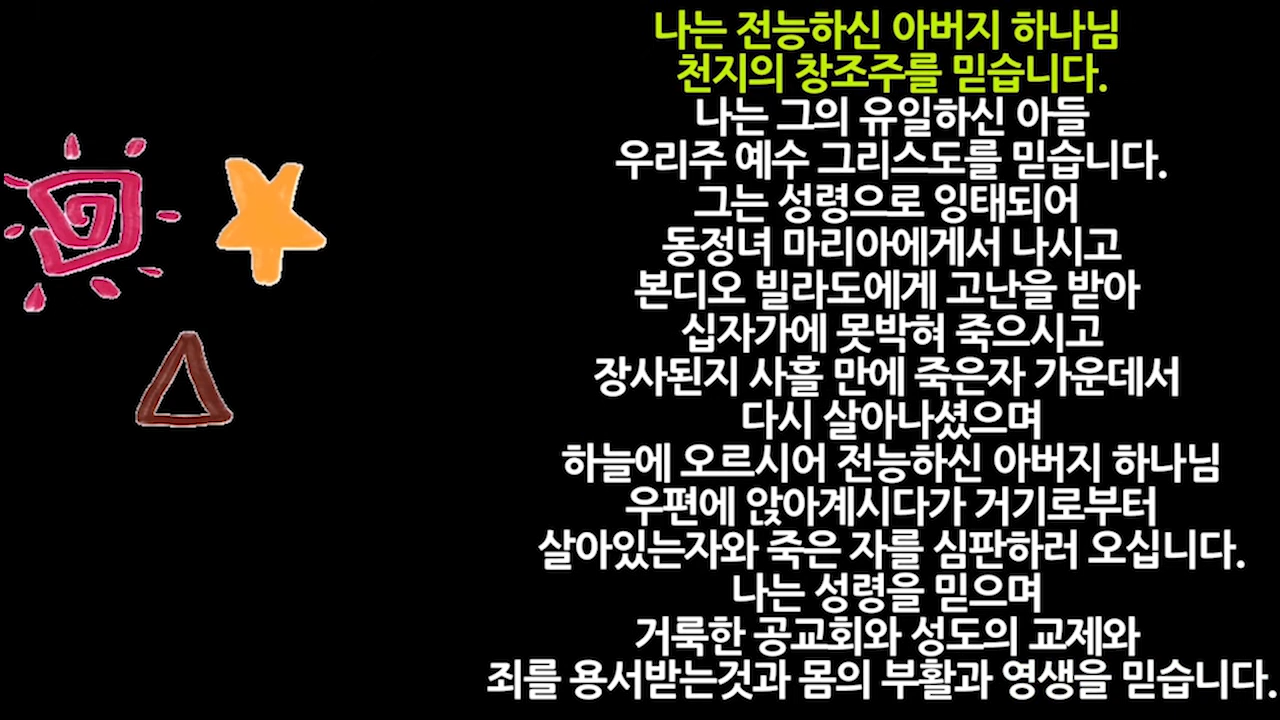 나는 전능하신 아버지 하나님
천지의 창조주를 믿습니다.
나는 그의 유일하신 아들
우리주 예수 그리스도를 믿습니다.
그는 성령으로 잉태되어
동정녀 마리아에게서 나시고
본디오 빌라도에게 고난을 받아
십자가에 못박혀 죽으시고
장사된지 사흘 만에 죽은자 가운데서
다시 살아나셨으며
하늘에 오르시어 전능하신 아버지 하나님
우편에 앉아계시다가 거기로부터
살아있는자와 죽은 자를 심판하러 오십니다.
나는 성령을 믿으며
거룩한 공교회와 성도의 교제와
죄를 용서받는것과 몸의 부활과 영생을 믿습니다.